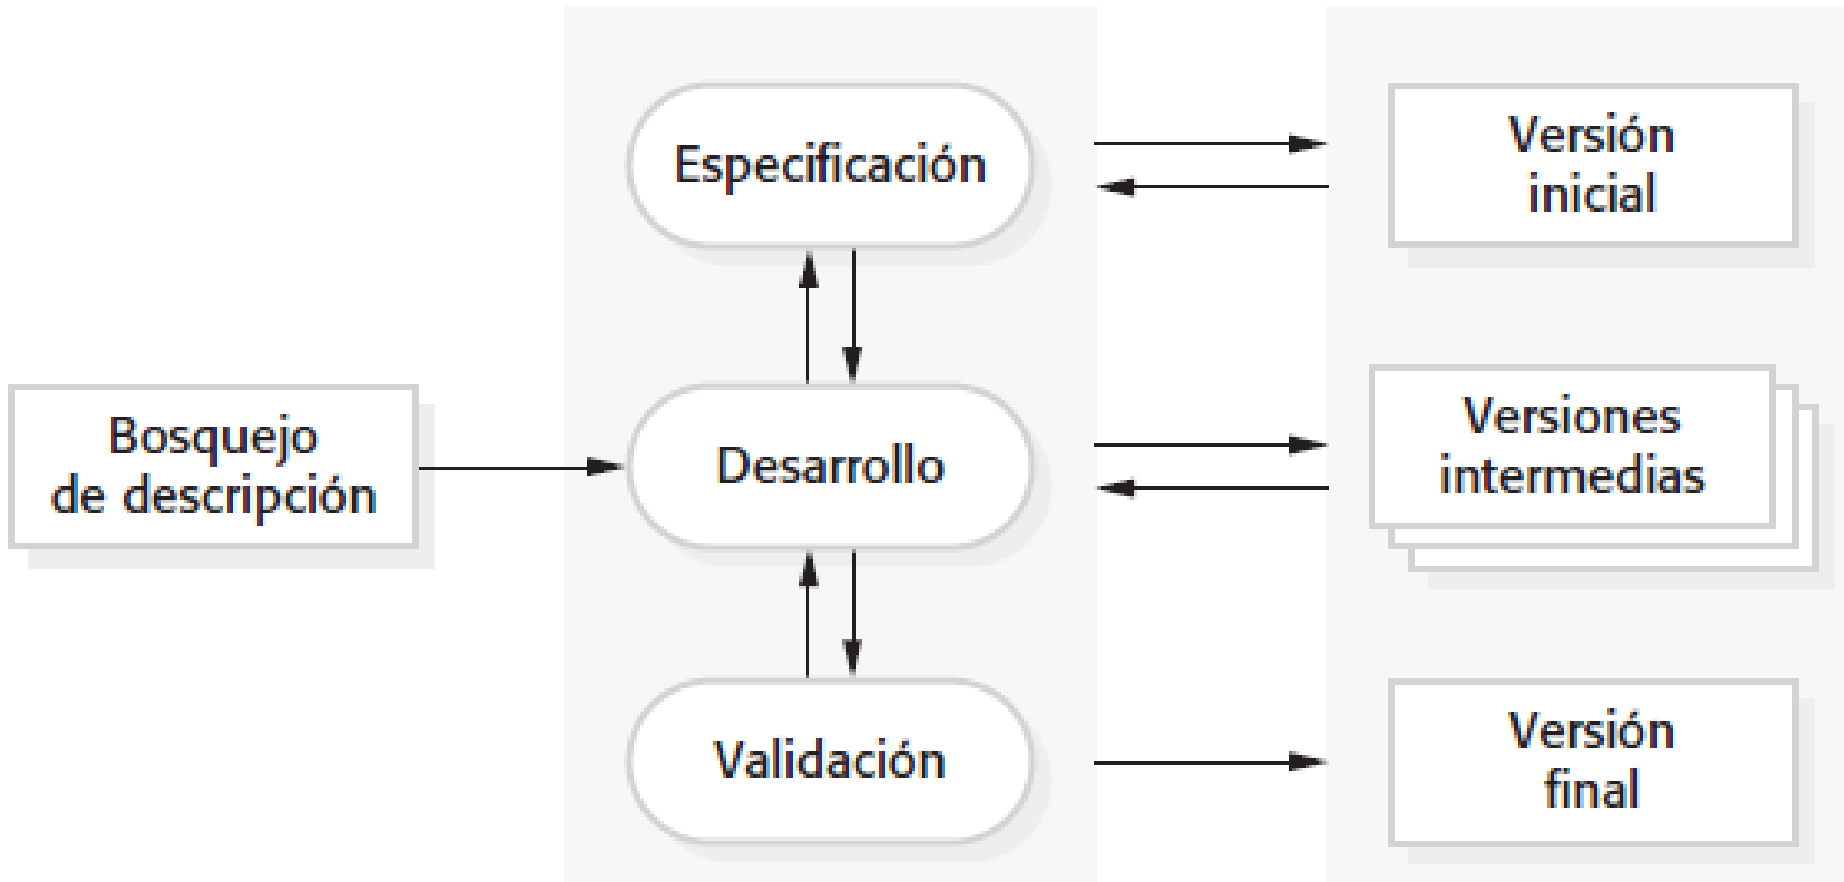 Especificación
Versión
inicial
Bosquejo
de descripción
Desarrollo
Versiones
intermedias
Validación
Versión
final